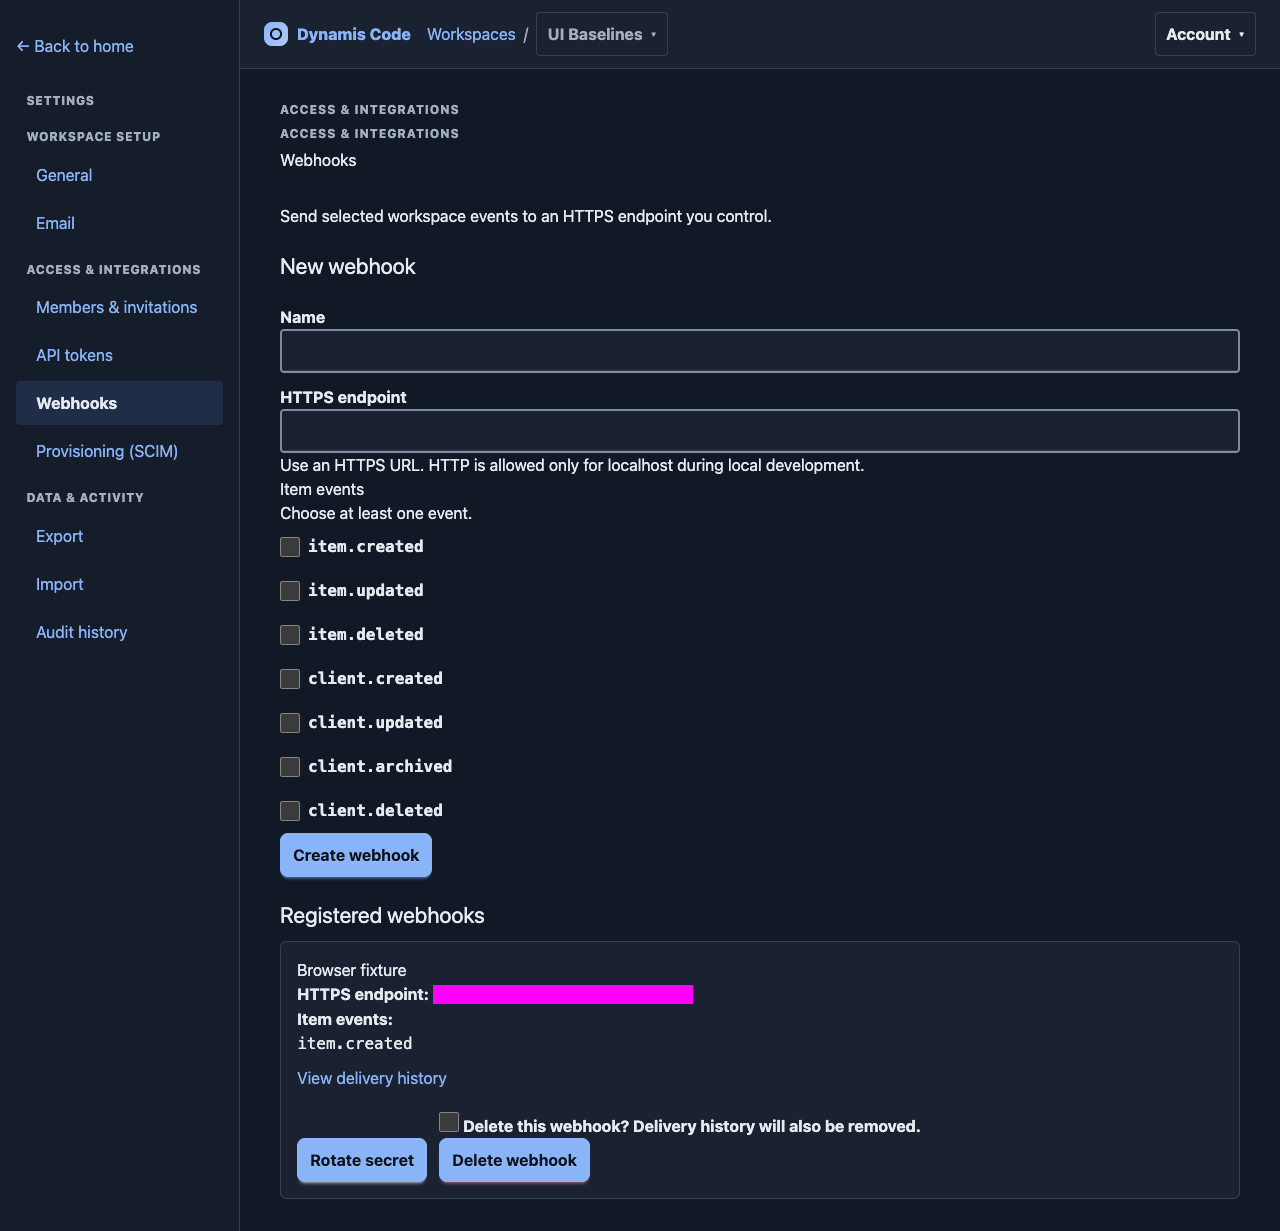 ← Back to home
SETTINGS
WORKSPACE SETUP
General
Email
ACCESS & INTEGRATIONS
Members & invitations
API tokens
Webhooks
Provisioning (SCIM)
DATA & ACTIVITY
Export
Import
Audit history
Dynamis Code Workspaces / UI Baselines ▾
Account ▾
ACCESS & INTEGRATIONS
ACCESS & INTEGRATIONS
Webhooks
Send selected workspace events to an HTTPS endpoint you control.
New webhook
Name
HTTPS endpoint
Use an HTTPS URL. HTTP is allowed only for localhost during local development.
Item events
Choose at least one event.
item.created
item.updated
item.deleted
client.created
client.updated
client.archived
client.deleted
Create webhook
Registered webhooks
Browser fixture
HTTPS endpoint:
Item events:
item.created
View delivery history
Delete this webhook? Delivery history will also be removed.
Rotate secret Delete webhook